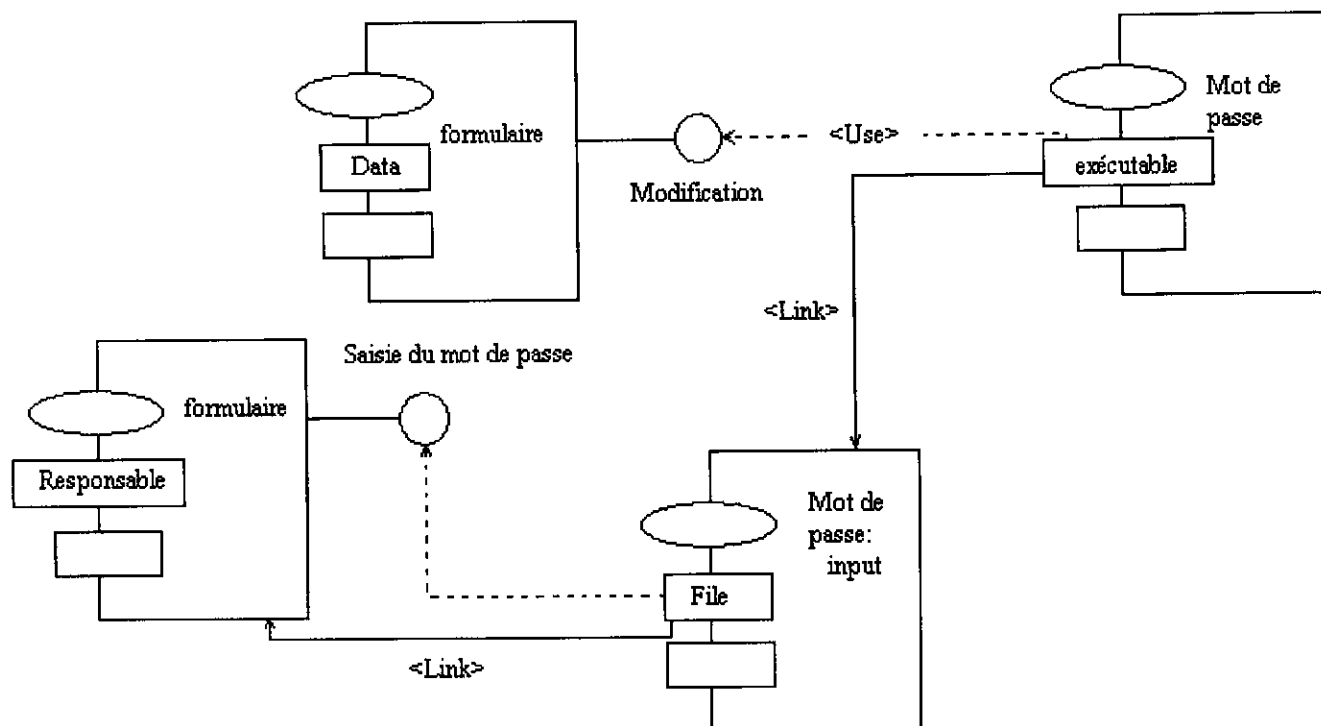 Mot de
passe
formulaire
<Use>
Data
exécutable
Modification
<Link>
Saisie du mot de passe
formulaire
Responsable
Mot de
passe:
input
File
<Link>